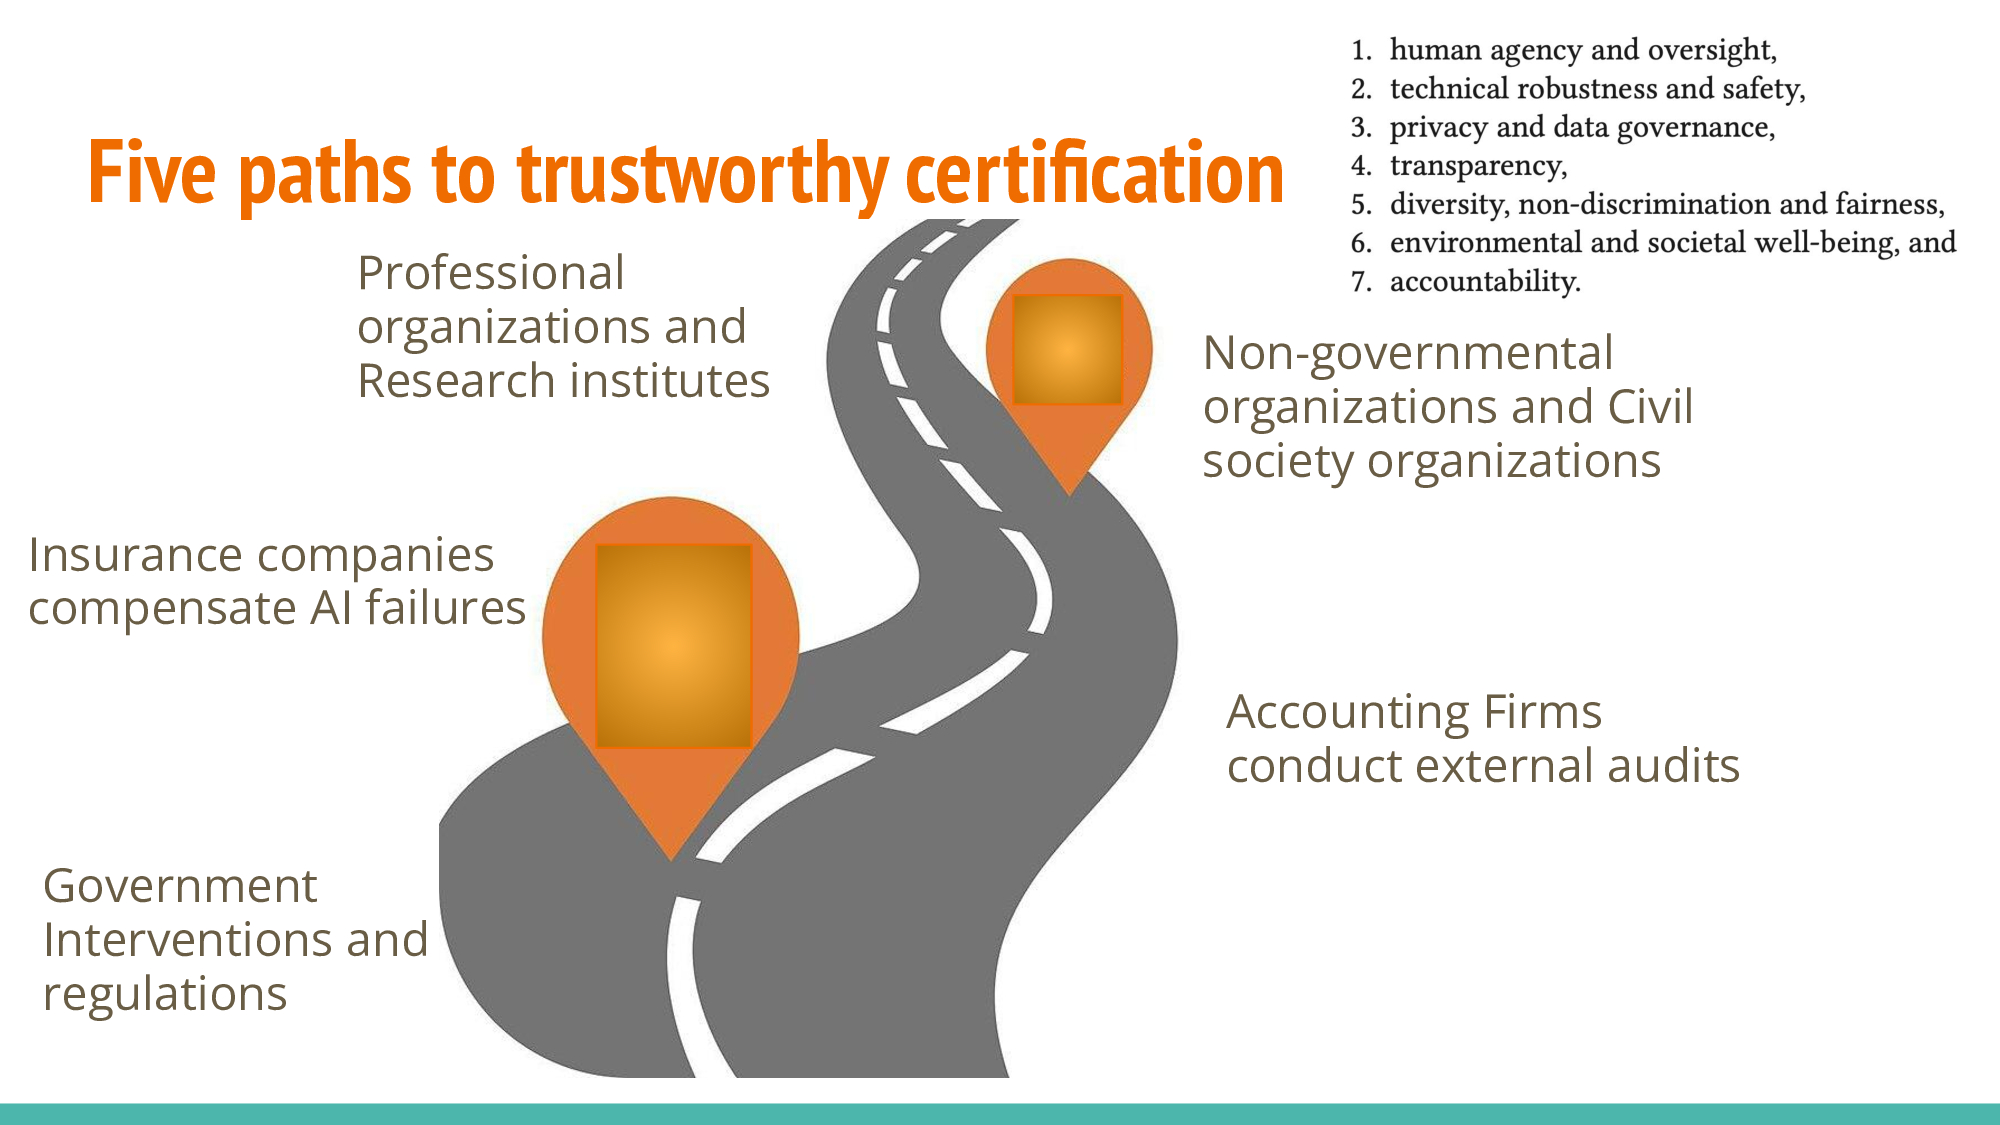 Five paths to trustworthy certification
1. human agency and oversight,
2. technical robustness and safety,
3. privacy and data governance,
4. transparency,
5. diversity, non-discrimination and fairness,
6. environmental and societal well-being, and
7. accountability.
Professional
organizations and
Research institutes
Non-governmental
organizations and Civil
society organizations
Insurance companies
compensate AI failures
Accounting Firms
conduct external audits
Government
Interventions and
regulations